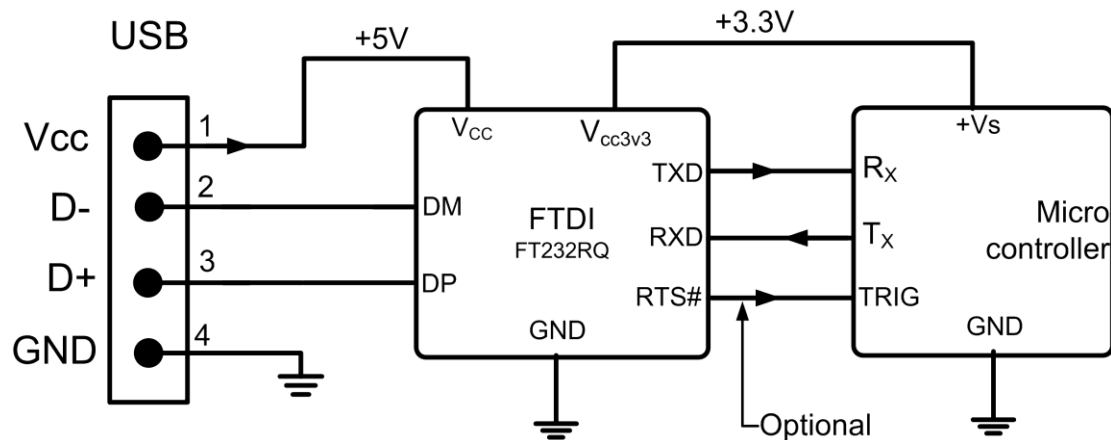 USB
+5V
+3.3V
Vcc
1
D-
2
D+
3
GND
4
VCC
Vcc3v3
DM
DP
FTDI
FT232RQ
TXD
RXD
RTS#
GND
+Vs
RX
TX
TRIG
Micro
controller
GND
Optional